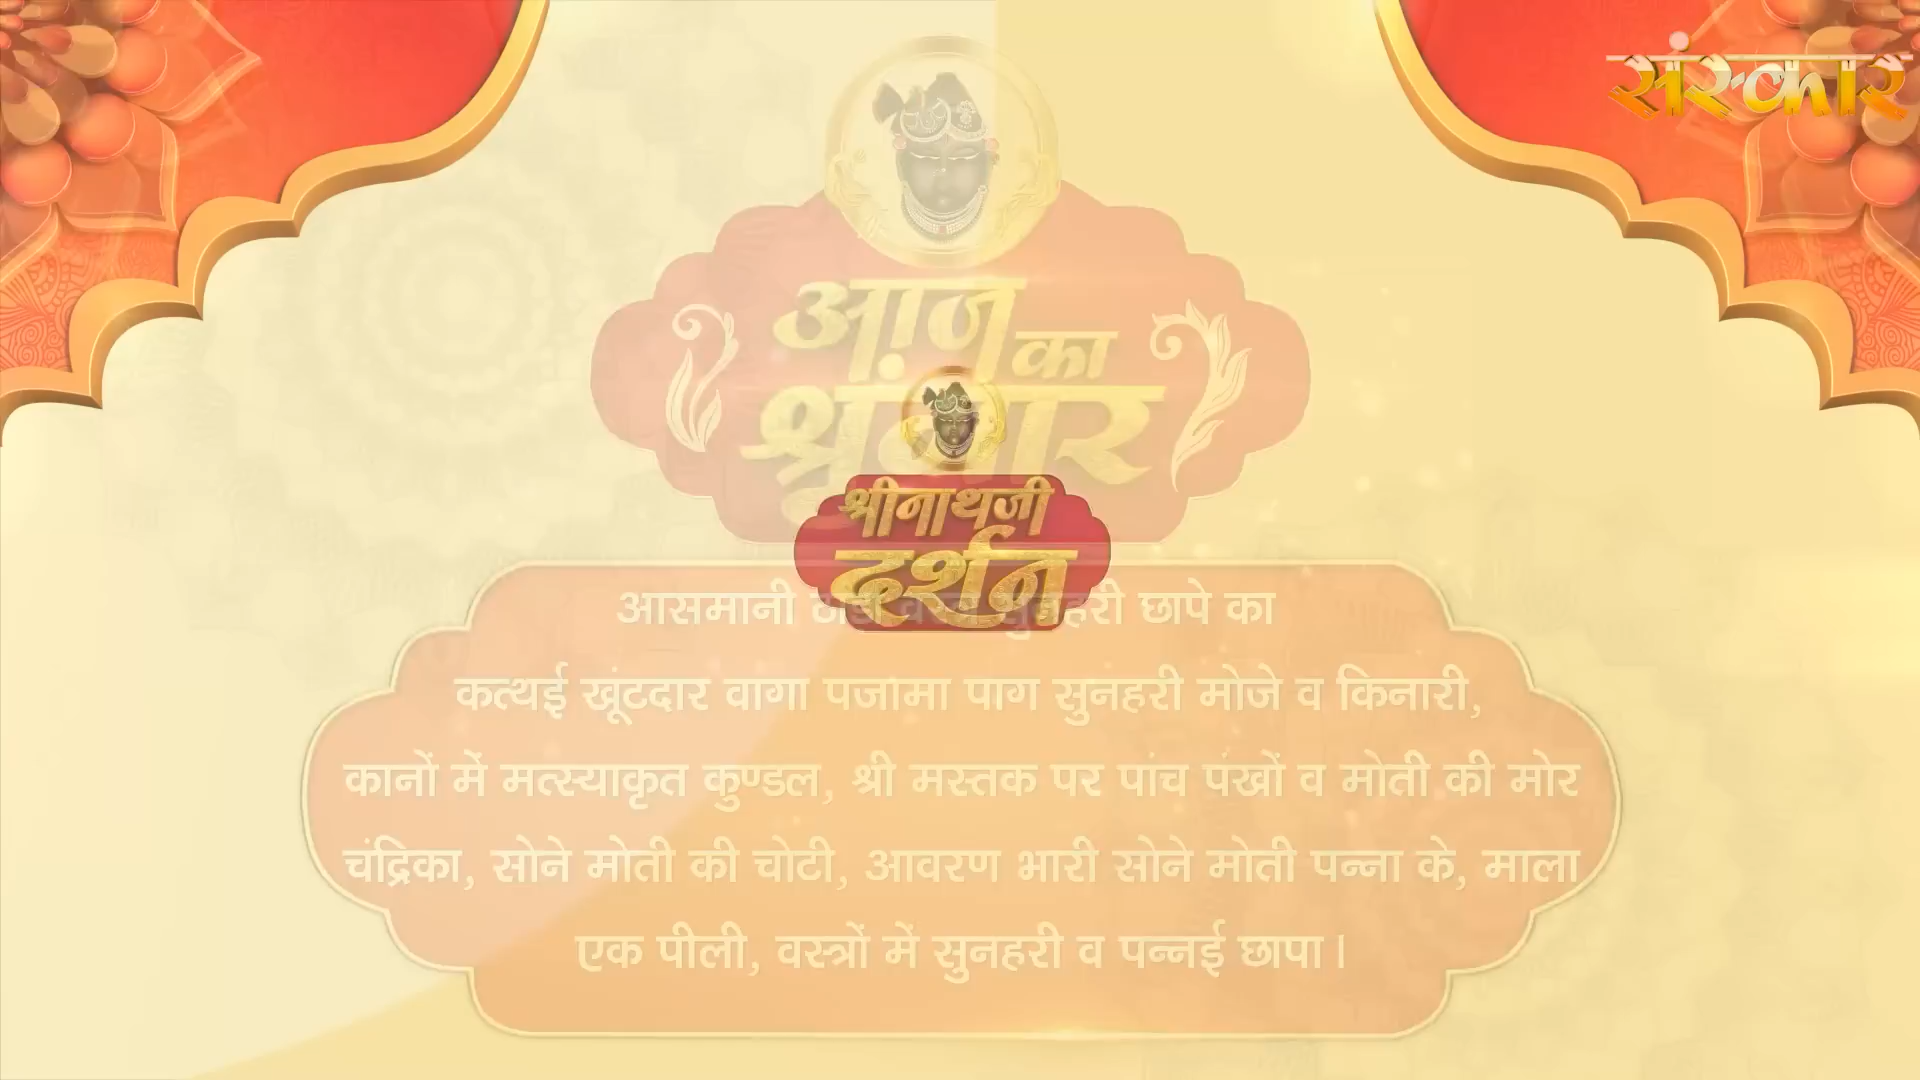 संस्कार
आज का
श्रृंगार
श्रीनाथजी
दर्शन
आसमानी सुनहरी छापे का
कत्थई खूंटदार वागा पजामा पाग सुनहरी मोजे व किनारी,
कानों में मत्स्याकृत कुण्डल, श्री मस्तक पर पांच पंखों व मोती की मोर
चंद्रिका, सोने मोती की चोटी, आवरण भारी सोने मोती पन्ना के, माला
एक पीली, वस्त्रों में सुनहरी व पन्नई छापा।